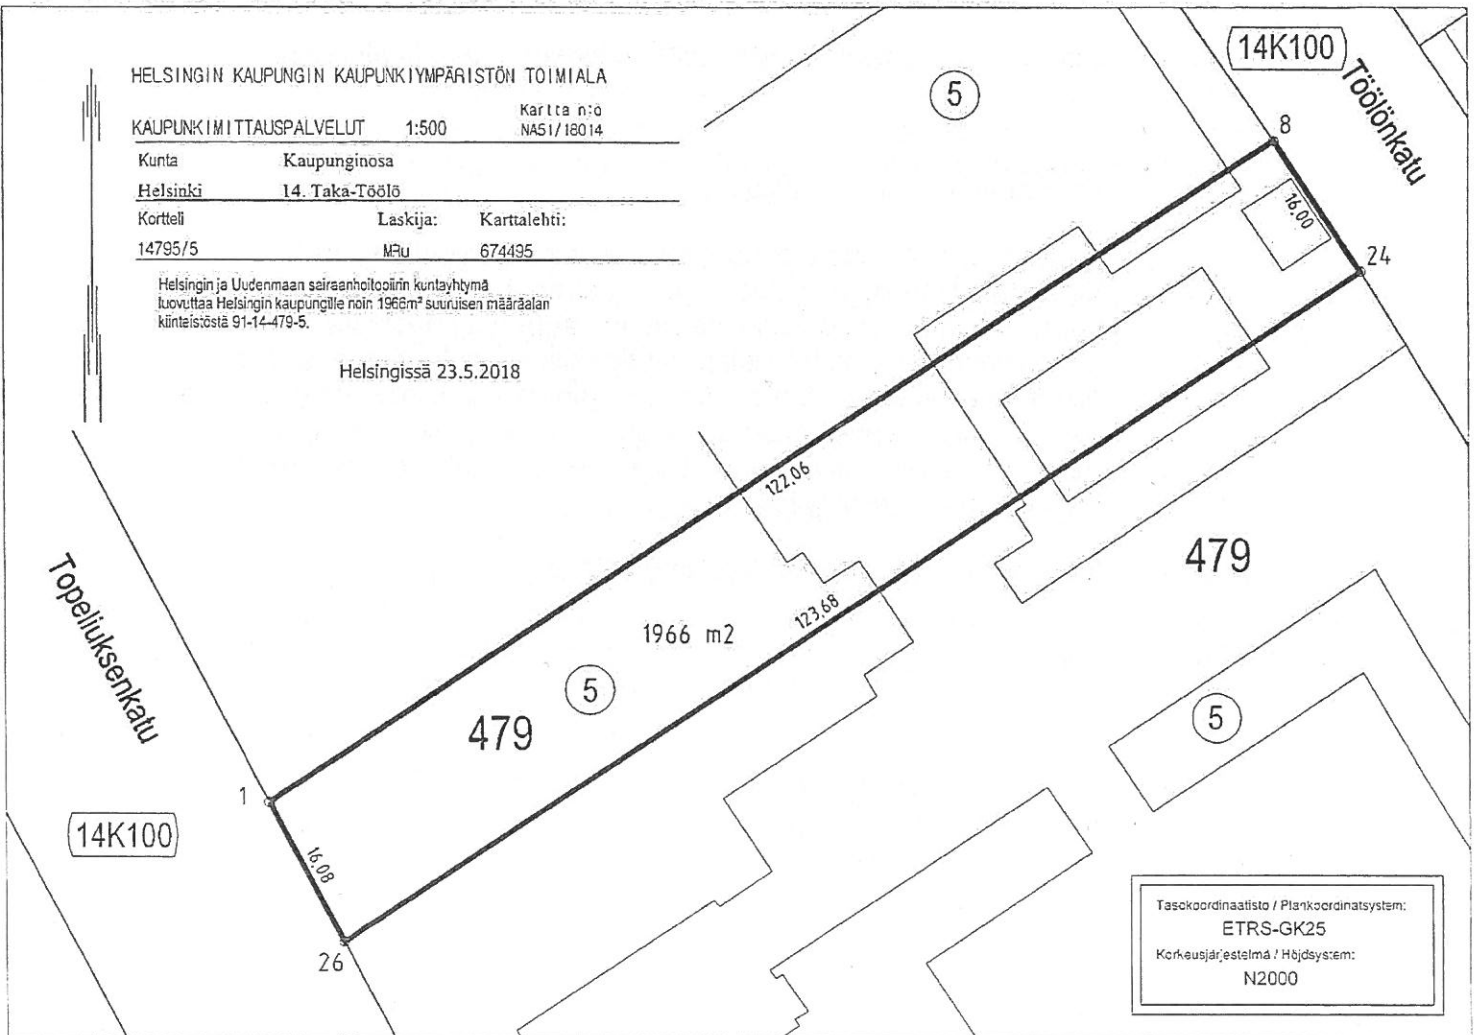 HELSINGIN KAUPUNGIN KAUPUNKIYMPÄRISTÖN TOIMIALA
KAUPUNKIMITTAUSPALVELUT 1:500 Kartta n:o
NA51/18014
Kunta Kaupunginosa
Helsinki 14. Taka-Töölö
Kortteli Laskija: Karttalehti:
14795/5 MRu 674495
Helsingin ja Uudenmaan sairaanhoitopiirin kuntayhtymä
luovuttaa Helsingin kaupungille noin 1966m² suuruisen määräalan
kiinteistöstä 91-14-479-5.
Helsingissä 23.5.2018
14K100
Töölönkatu
5
8
16.00
24
122.06
479
123.68
1966 m2
Topeliuksenkatu
5
479
5
1
14K100
16.08
26
Tasokoordinaatisto / Plankoordinatsystem:
ETRS-GK25
Korkeusjärjestelmä / Höjdsystem:
N2000